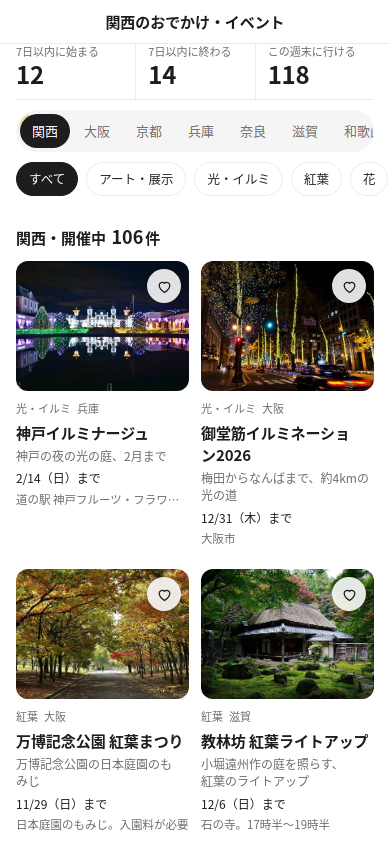 関西のおでかけ・イベント
7日以内に始まる
7日以内に終わる
この週末に行ける
12
14
118
関西
大阪
京都
兵庫
奈良
滋賀
すべて
アート・展示
光・イルミ
紅葉
花
関西・開催中 106件
光・イルミ 兵庫
神戸イルミナージュ
神戸の夜の光の庭、2月まで
2/14（日）まで
道の駅 神戸フルーツ・フラワ…
光・イルミ 大阪
御堂筋イルミネーショ
ン2026
梅田からなんばまで、約4kmの
光の道
12/31（木）まで
大阪市
紅葉 大阪
万博記念公園 紅葉まつり
万博記念公園の日本庭園のも
みじ
11/29（日）まで
日本庭園のもみじ。入園料が必要
紅葉 滋賀
教林坊 紅葉ライトアップ
小堀遠州作の庭を照らす、
紅葉のライトアップ
12/6（日）まで
石の寺。17時半〜19時半